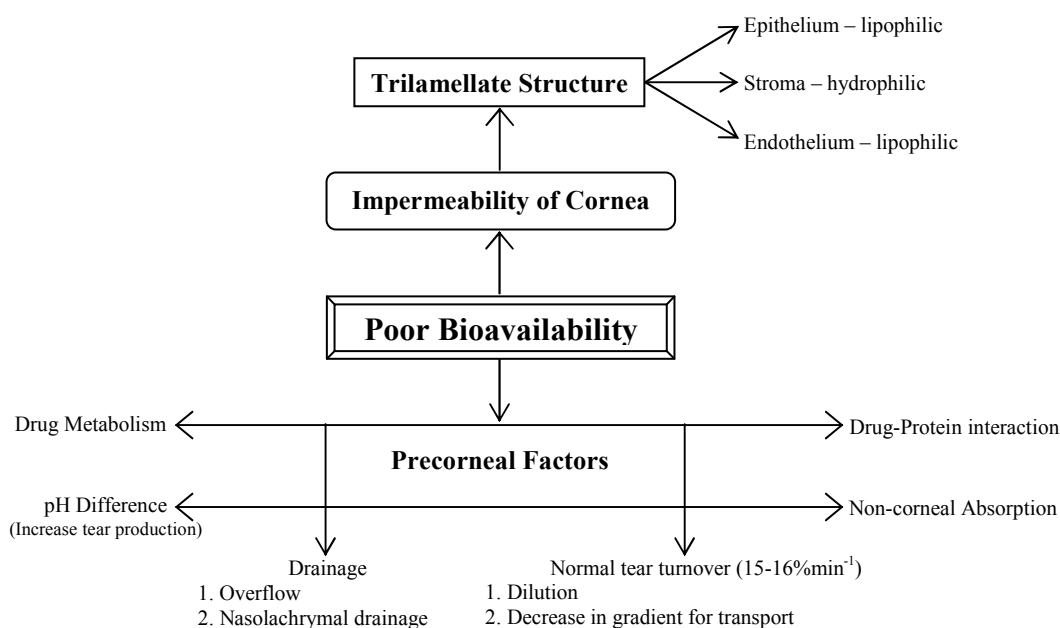 Epithelium – lipophilic
Trilamellate Structure
Stroma – hydrophilic
Endothelium – lipophilic
Impermeability of Cornea
Poor Bioavailability
Drug Metabolism
Drug-Protein interaction
Precorneal Factors
pH Difference
(Increase tear production)
Non-corneal Absorption
Drainage
1. Overflow
2. Nasolachrymal drainage
Normal tear turnover (15-16%min⁻¹)
1. Dilution
2. Decrease in gradient for transport